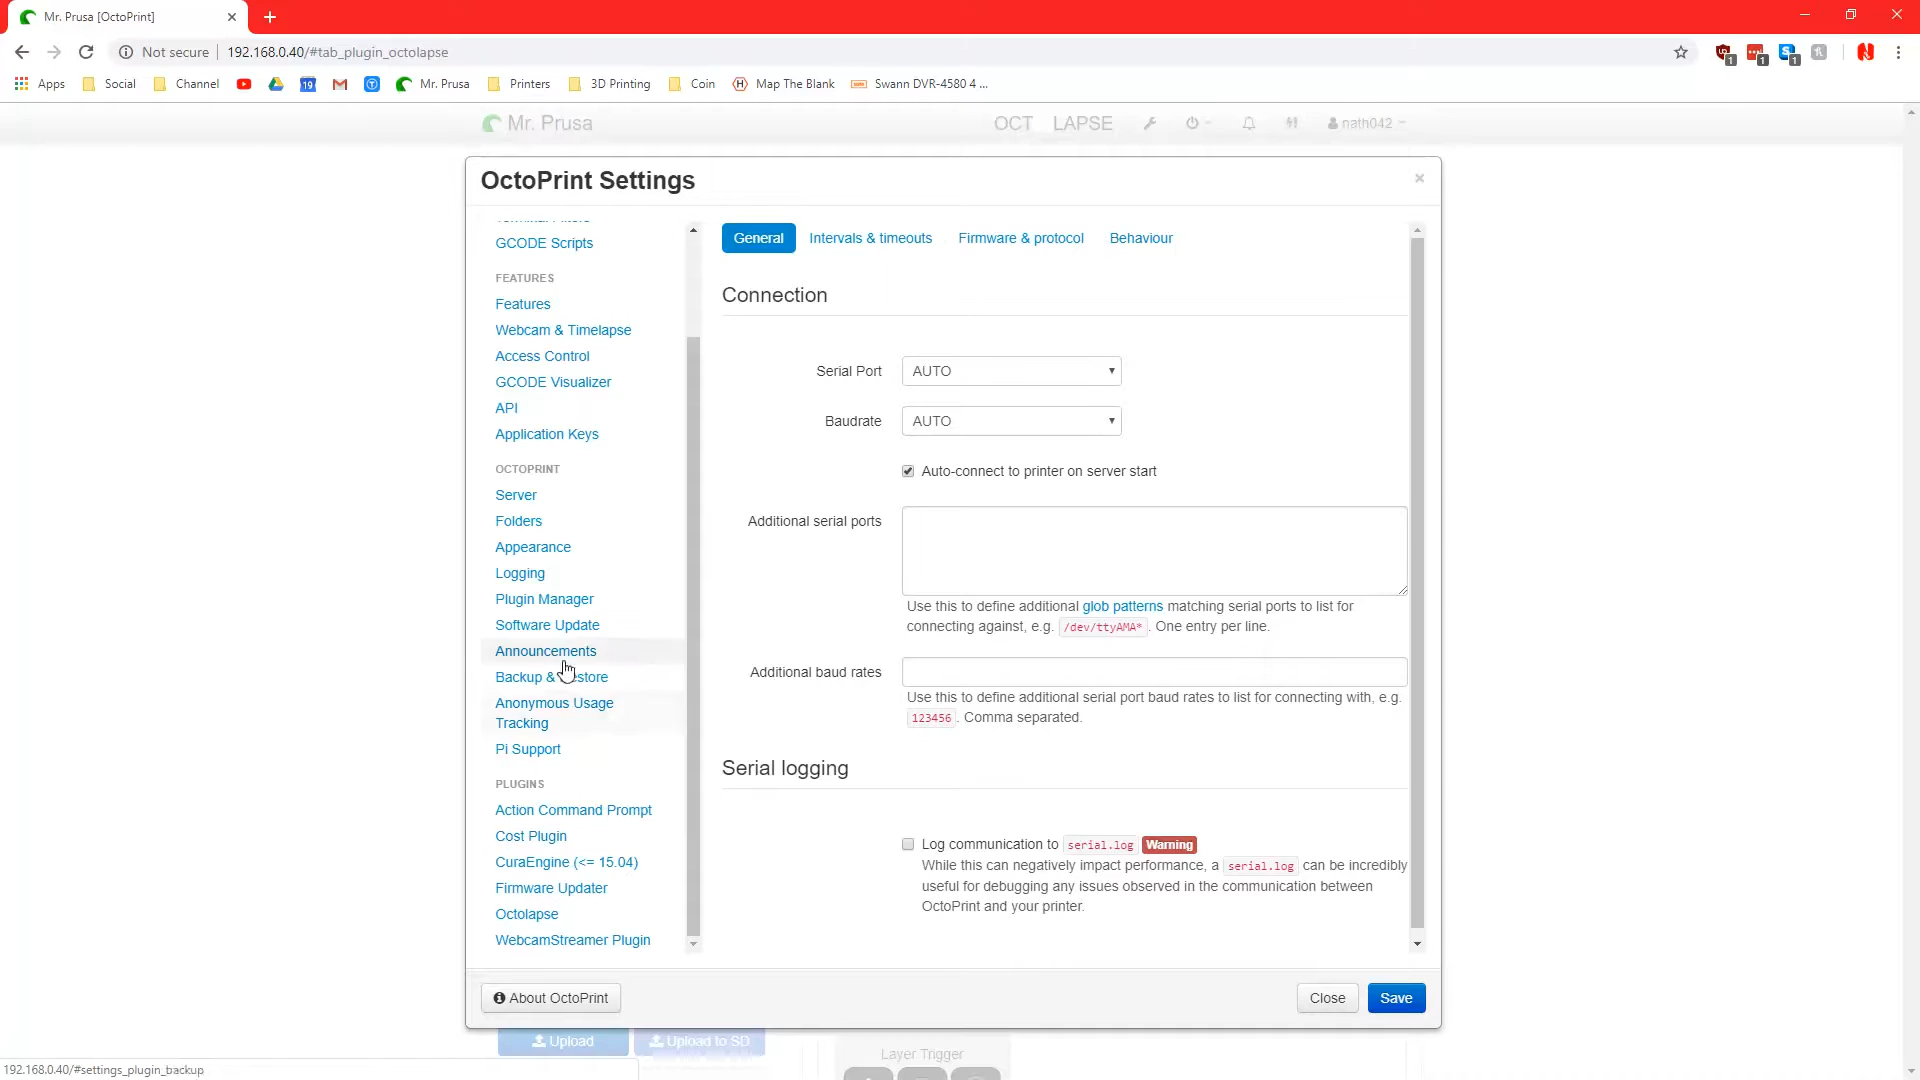 Mr. Prusa [OctoPrint]
Not secure
192.168.0.40/#tab_plugin_octolapse
1
1
1
Apps
Social
Channel
19
Mr. Prusa
Printers
3D Printing
Coin
Map The Blank
Swann DVR-4580 4 ...
Mr. Prusa
OCT LAPSE
nath042
OctoPrint Settings
GCODE Scripts
FEATURES
Features
Webcam & Timelapse
Access Control
GCODE Visualizer
API
Application Keys
OCTOPRINT
Server
Folders
Appearance
Logging
Plugin Manager
Software Update
Announcements
Backup & store
Anonymous Usage
Tracking
Pi Support
PLUGINS
Action Command Prompt
Cost Plugin
CuraEngine (<= 15.04)
Firmware Updater
Octolapse
WebcamStreamer Plugin
General
Intervals & timeouts
Firmware & protocol
Behaviour
Connection
Serial Port
AUTO
Baudrate
AUTO
Auto-connect to printer on server start
Additional serial ports
Use this to define additional glob patterns matching serial ports to list for
connecting against, e.g. /dev/ttyAMA* . One entry per line.
Additional baud rates
Use this to define additional serial port baud rates to list for connecting with, e.g.
123456 . Comma separated.
Serial logging
Log communication to serial.log Warning
While this can negatively impact performance, a serial.log can be incredibly
useful for debugging any issues observed in the communication between
OctoPrint and your printer.
About OctoPrint
Close
Save
Upload
Upload to SD
Layer Trigger
192.168.0.40/#settings_plugin_backup